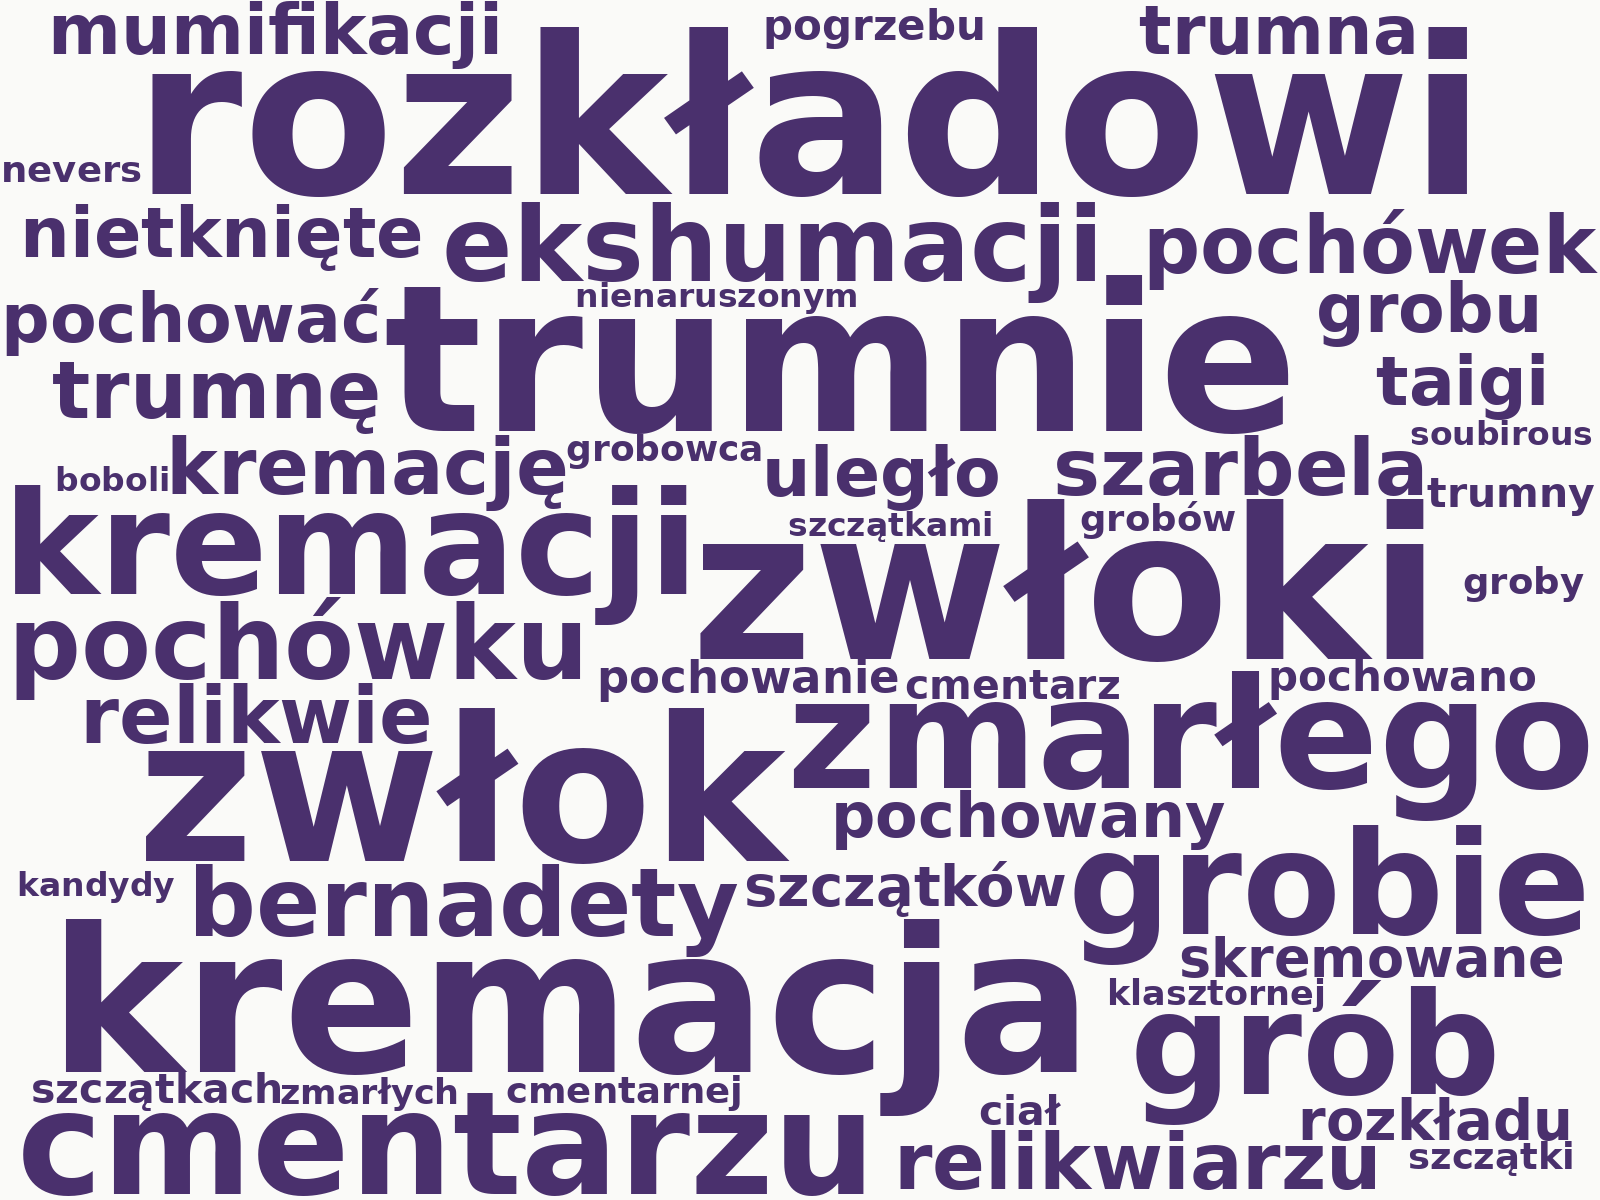 mumifikacji pogrzebu trumna
rozkładowi
nevers
nietknięte ekshumacji pochówek
pochować nienaruszonym grobu
trumnie
trumnę taigi
soubirous
boboli kremację grobowca uległo szarbela
trumny
kremacji szczątkami grobów
zwłoki
groby
pochówku
pochowanie cmentarz pochowano
relikwie zmarłego
zwłok
pochowany
kandydy bernadety szczątków grobie
skremowane
kremacja klasztornej
grób
szczątkach zmarłych cmentarnej
cmentarzu ciał rozkładu
relikwiarzu szczątki